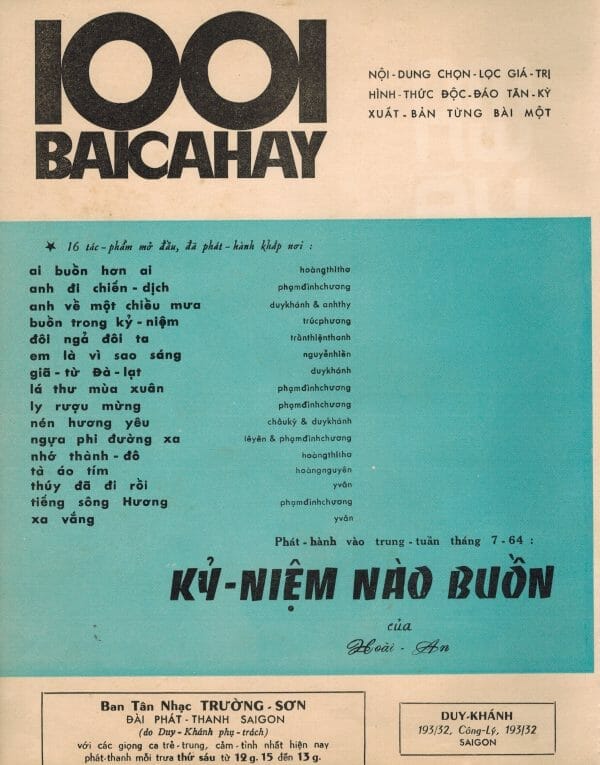 1001
BAICAHAY
NỘI-DUNG CHỌN-LỌC GIÁ-TRỊ
HÌNH-THỨC ĐỘC-ĐÁO TÂN-KỲ
XUẤT-BẢN TỪNG BÀI MỘT
★ 16 tác-phẩm mở đầu, đã phát-hành khắp nơi :
ai buồn hơn ai hoàngthithơ
anh đi chiến-dịch phạmđìnhchương
anh về một chiều mưa duykhánh & anhthy
buồn trong kỷ-niệm trúcphương
đôi ngả đôi ta trầnthiệnthanh
em là vì sao sáng nguyễnhiền
giã-từ Đà-lạt duykhánh
lá thư mùa xuân phạmđìnhchương
ly rượu mừng phạmđìnhchương
nén hương yêu châukỳ & duykhánh
ngựa phi đường xa lêyên & phạmđìnhchương
nhớ thành-đô hoàngthithơ
tà áo tím hoàngnguyên
thúy đã đi rồi yvân
tiếng sông Hương phạmđìnhchương
xa vắng yvân
Phát-hành vào trung-tuần tháng 7-64 :
KỶ-NIỆM NÀO BUỒN
của
Hoài-An
Ban Tân Nhạc TRƯỜNG-SƠN
ĐÀI PHÁT-THANH SAIGON
(do Duy-Khánh phụ-trách)
với các giọng ca trẻ-trung, cảm-tình nhất hiện nay
phát-thanh mỗi trưa thứ sáu từ 12 g. 15 đến 13 g.
DUY-KHÁNH
193/32, Công-Lý, 193/32
SAIGON